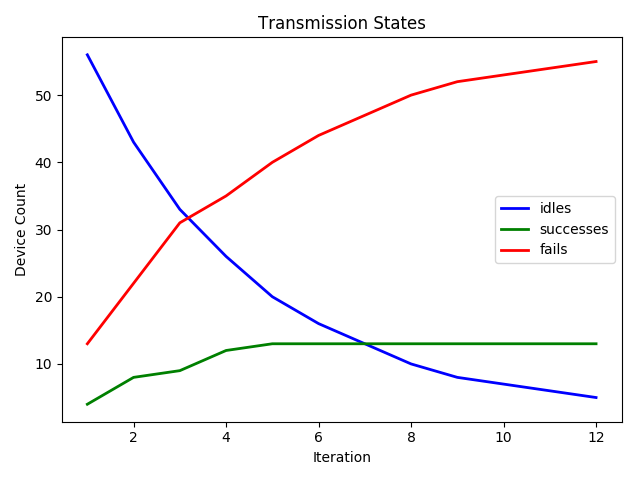 Transmission States
Device Count
50
40
30
20
10
idles
successes
fails
2 4 6 8 10 12
Iteration